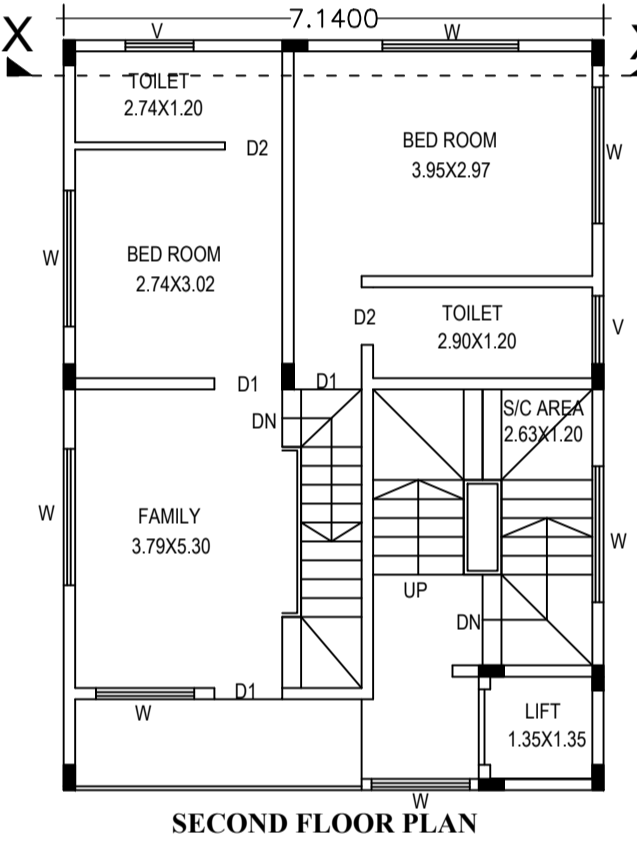 7.1400
X
V
W
TOILET
2.74X1.20
D2
BED ROOM
3.95X2.97
W
W
BED ROOM
2.74X3.02
D2
TOILET
2.90X1.20
V
D1
D1
DN
S/C AREA
2.63X1.20
W
FAMILY
3.79X5.30
W
UP
DN
D1
W
LIFT
1.35X1.35
W
SECOND FLOOR PLAN